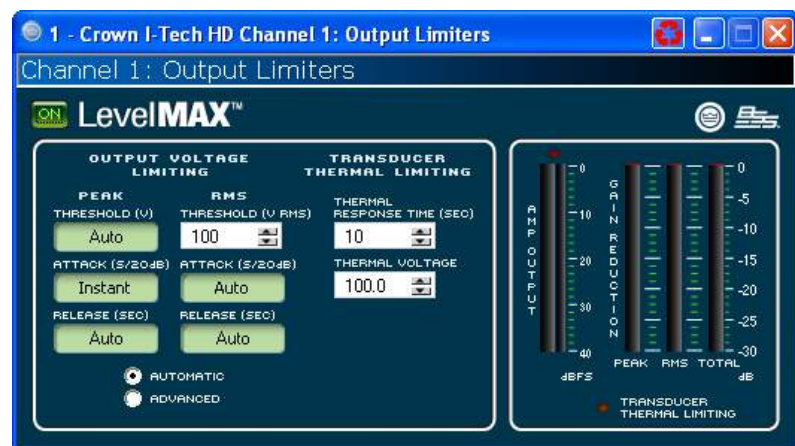 1 - Crown I-Tech HD Channel 1: Output Limiters
Channel 1: Output Limiters
ON LevelMAX™
BSS
OUTPUT VOLTAGE
LIMITING
TRANSDUCER
THERMAL LIMITING
PEAK
RMS
THRESHOLD (V)
THRESHOLD (V RMS)
THERMAL
RESPONSE TIME (SEC)
Auto
100
10
ATTACK (S/20dB)
ATTACK (S/20dB)
THERMAL VOLTAGE
Instant
Auto
100.0
RELEASE (SEC)
RELEASE (SEC)
Auto
Auto
AUTOMATIC
ADVANCED
AMP OUTPUT
0
10
20
30
40
dBFS
GAIN REDUCTION
0
-5
-10
-15
-20
-25
-30
PEAK RMS TOTAL
dB
TRANSDUCER
THERMAL LIMITING